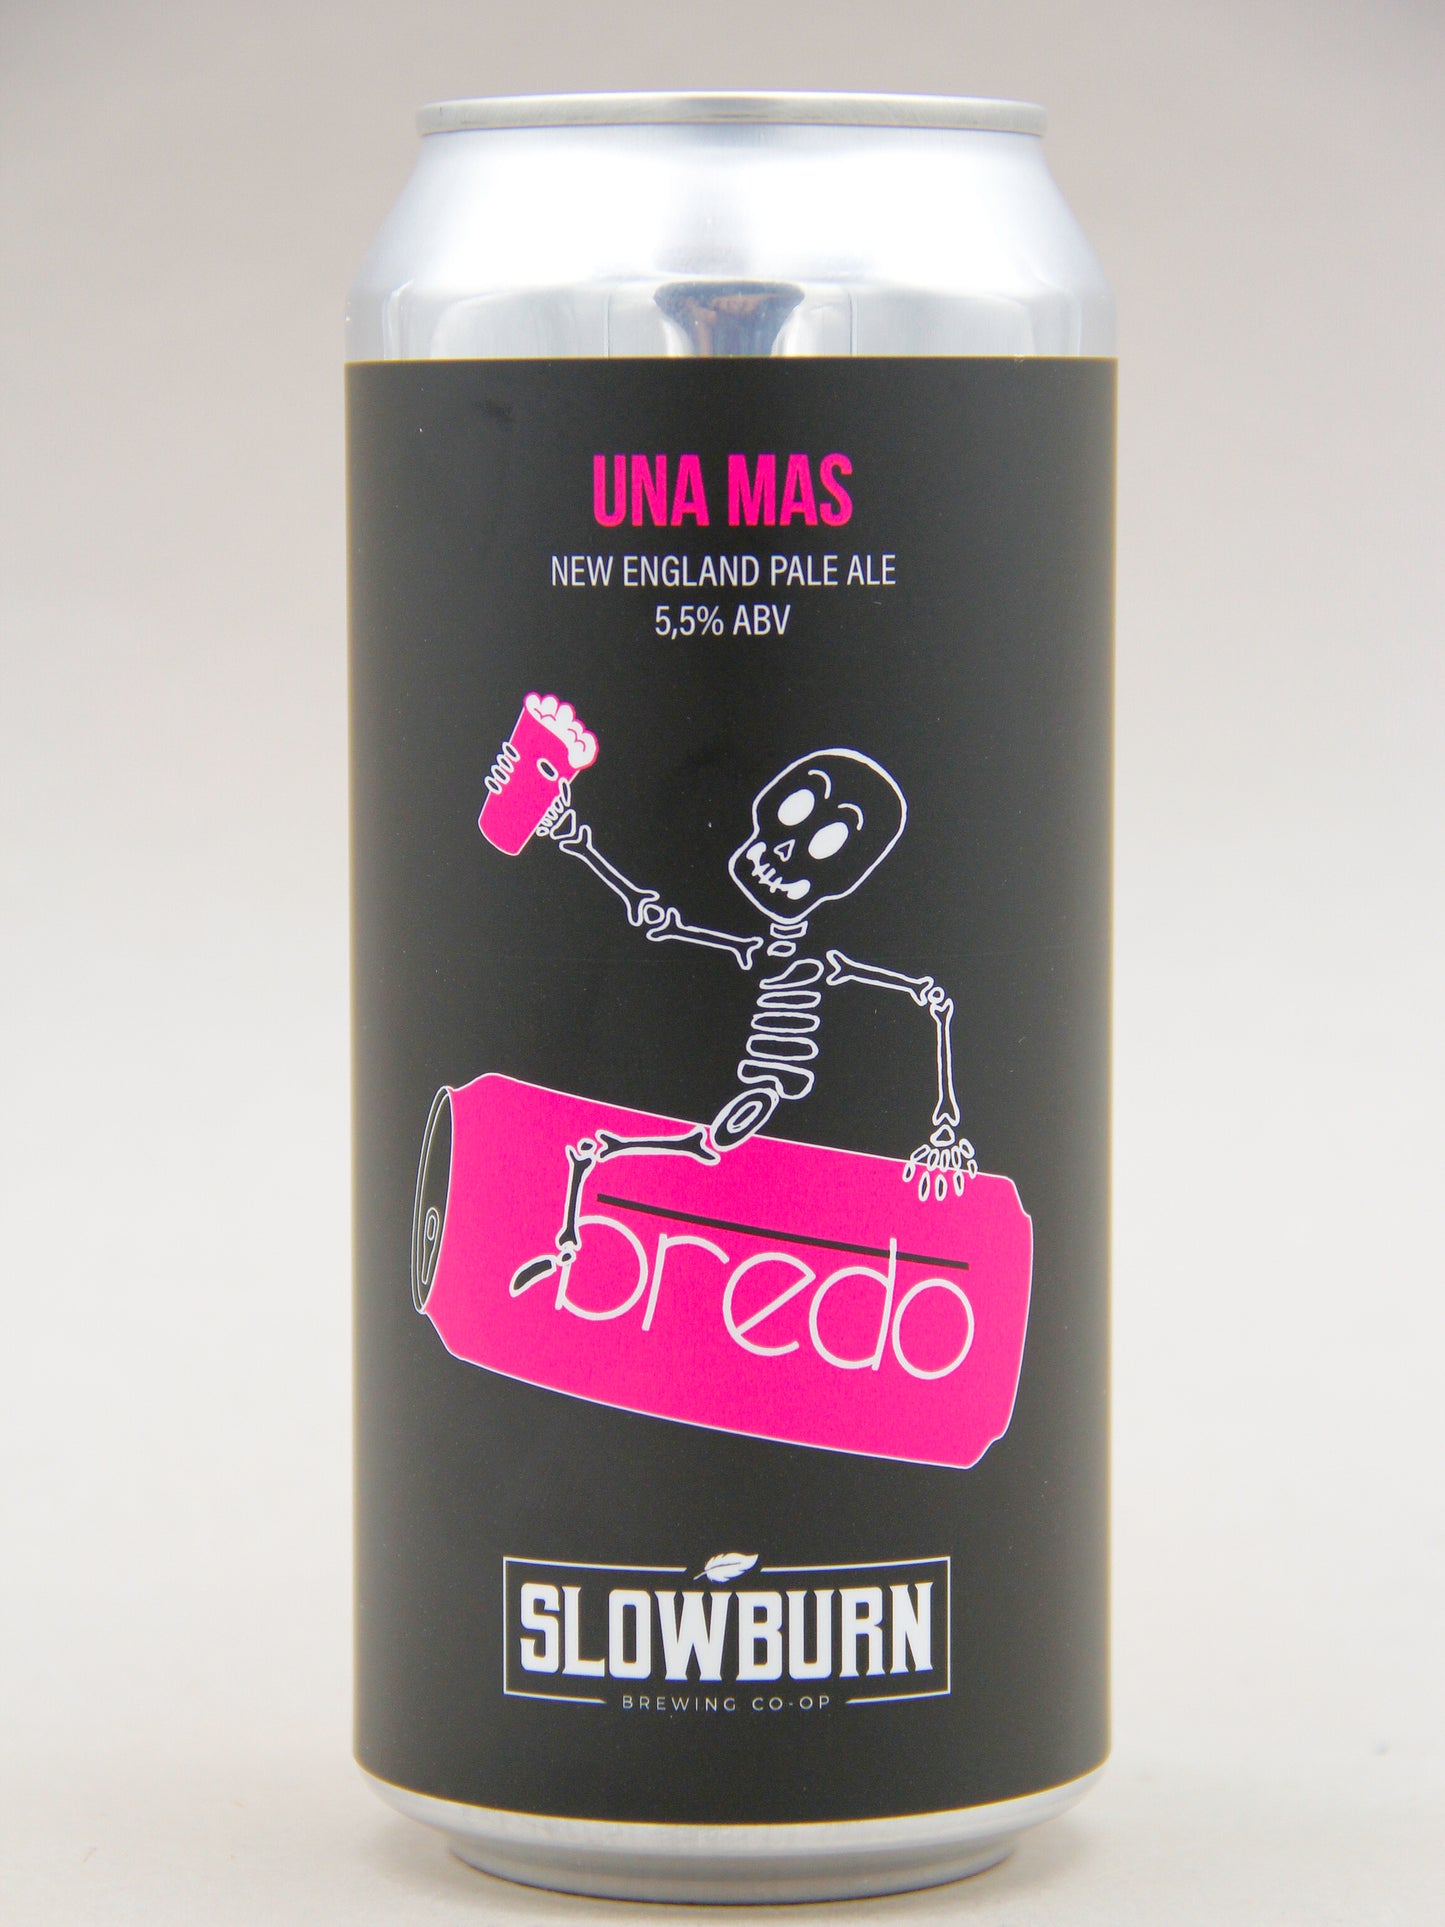 UNA MAS
NEW ENGLAND PALE ALE
5,5% ABV
bredo
SLOWBURN
BREWING CO-OP